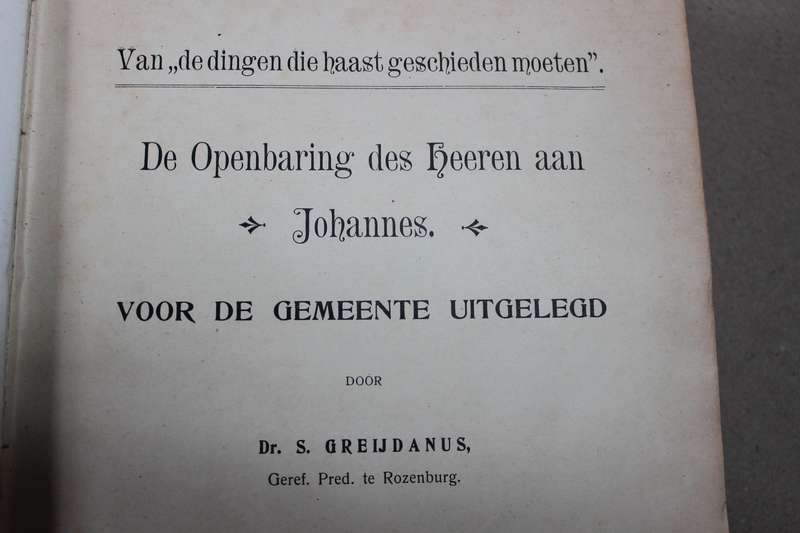 Van „de dingen die haast geschieden moeten”.
De Openbaring des Heeren aan
Johannes.
VOOR DE GEMEENTE UITGELEGD
DOOR
Dr. S. GREIJDANUS,
Geref. Pred. te Rozenburg.